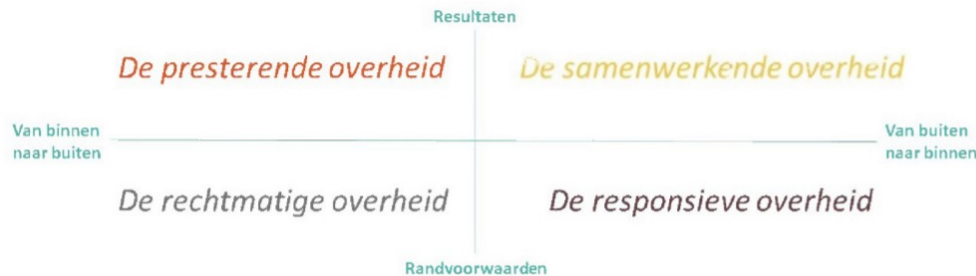 Resultaten
De presterende overheid
De samenwerkende overheid
Van binnen
naar buiten
Van buiten
naar binnen
De rechtmatige overheid
De responsieve overheid
Randvoorwaarden